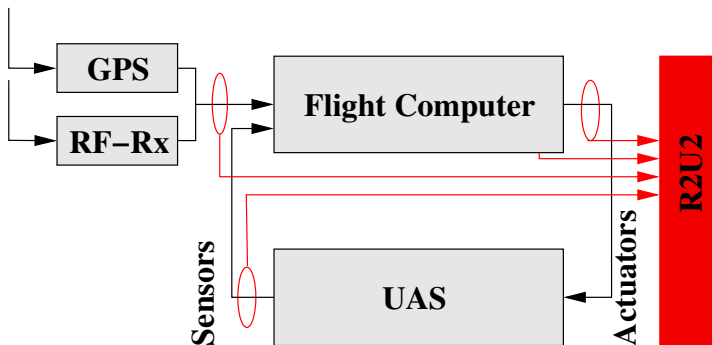 GPS
Flight Computer
RF−Rx
R2U2
Sensors
UAS
Actuators